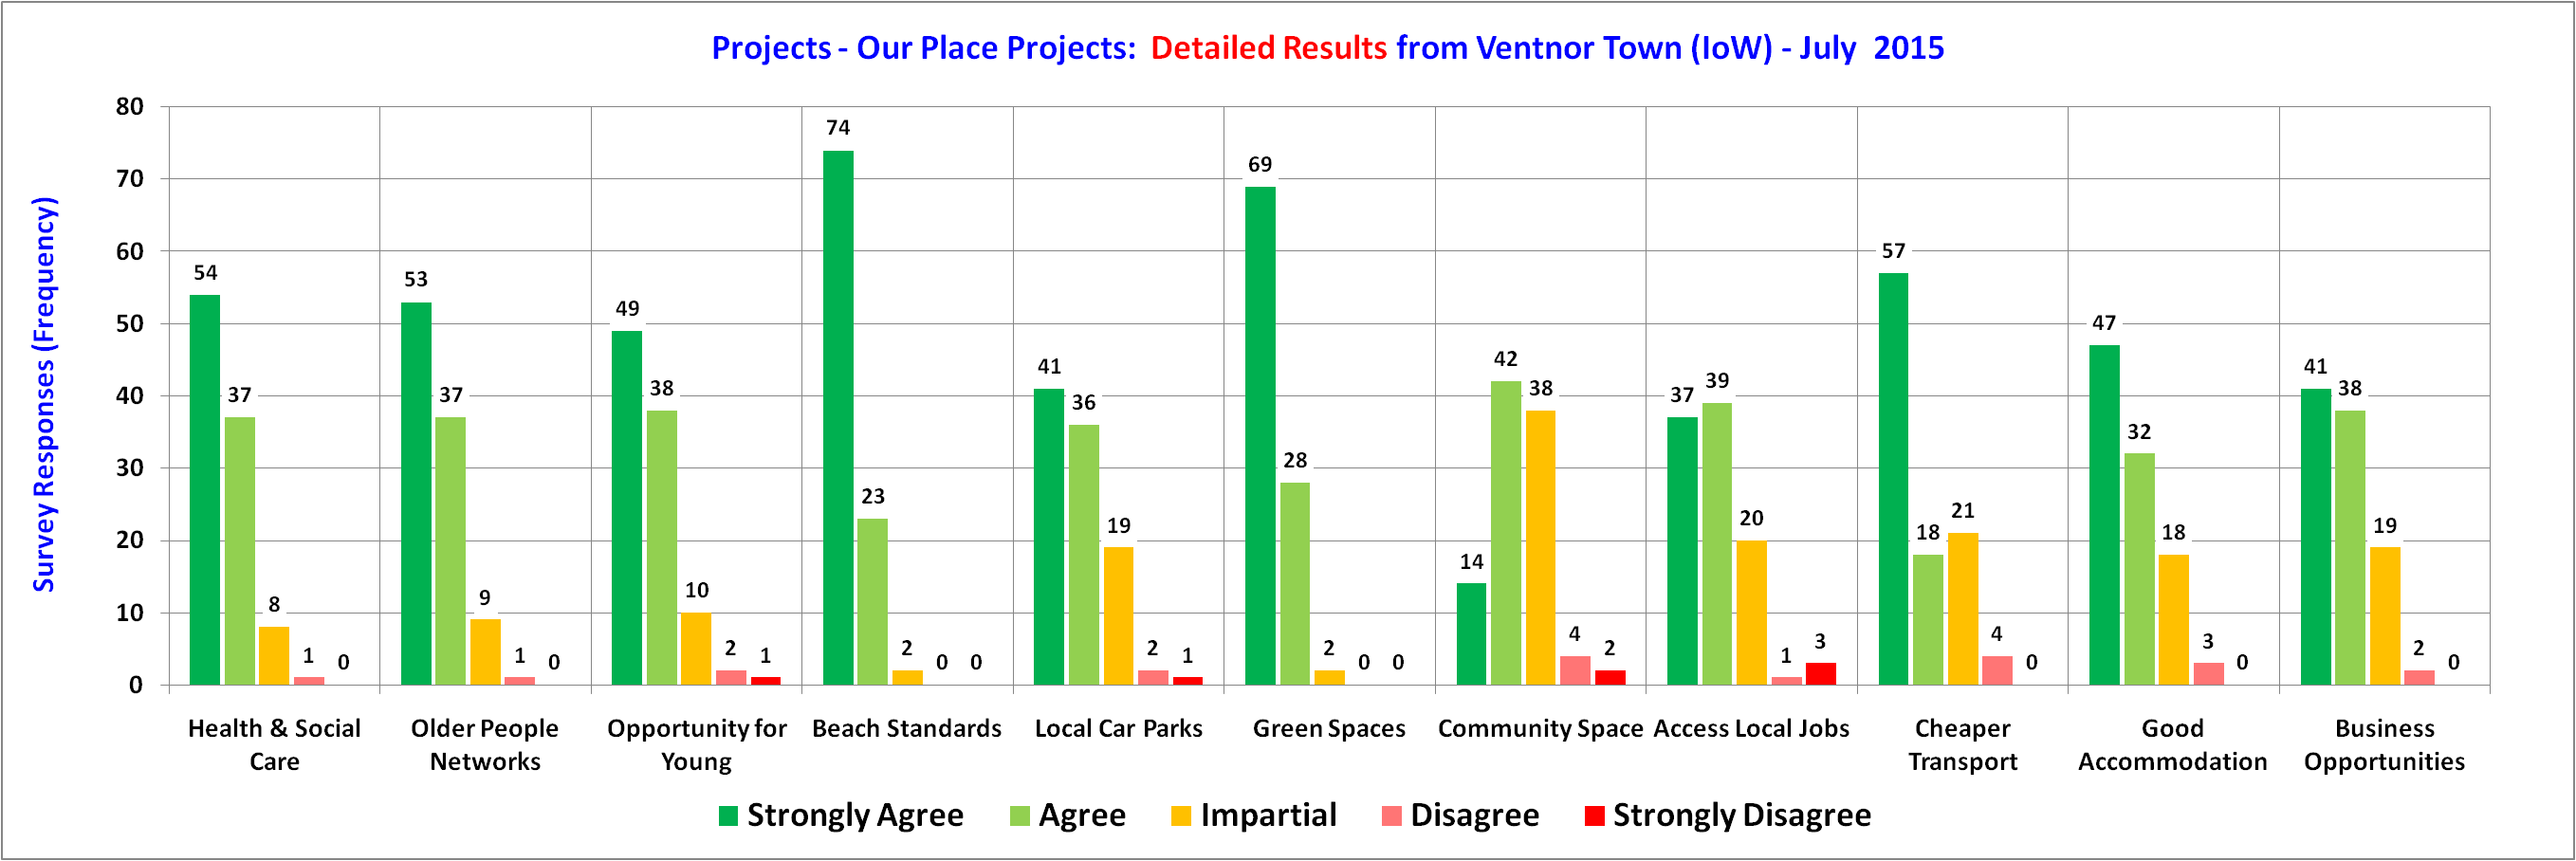 Projects - Our Place Projects:  Detailed Results from Ventnor Town (IoW) - July  2015
Survey Responses (Frequency)
80
70
60
50
40
30
20
10
0
54 37 8 1 0
53 37 9 1 0
49 38 10 2 1
74 23 2 0 0
41 36 19 2 1
69 28 2 0 0
14 42 38 4 2
37 39 20 1 3
57 18 21 4 0
47 32 18 3 0
41 38 19 2 0
Health & Social
Care
Older People
Networks
Opportunity for
Young
Beach Standards
Local Car Parks
Green Spaces
Community Space
Access Local Jobs
Cheaper
Transport
Good
Accommodation
Business
Opportunities
Strongly Agree Agree Impartial Disagree Strongly Disagree